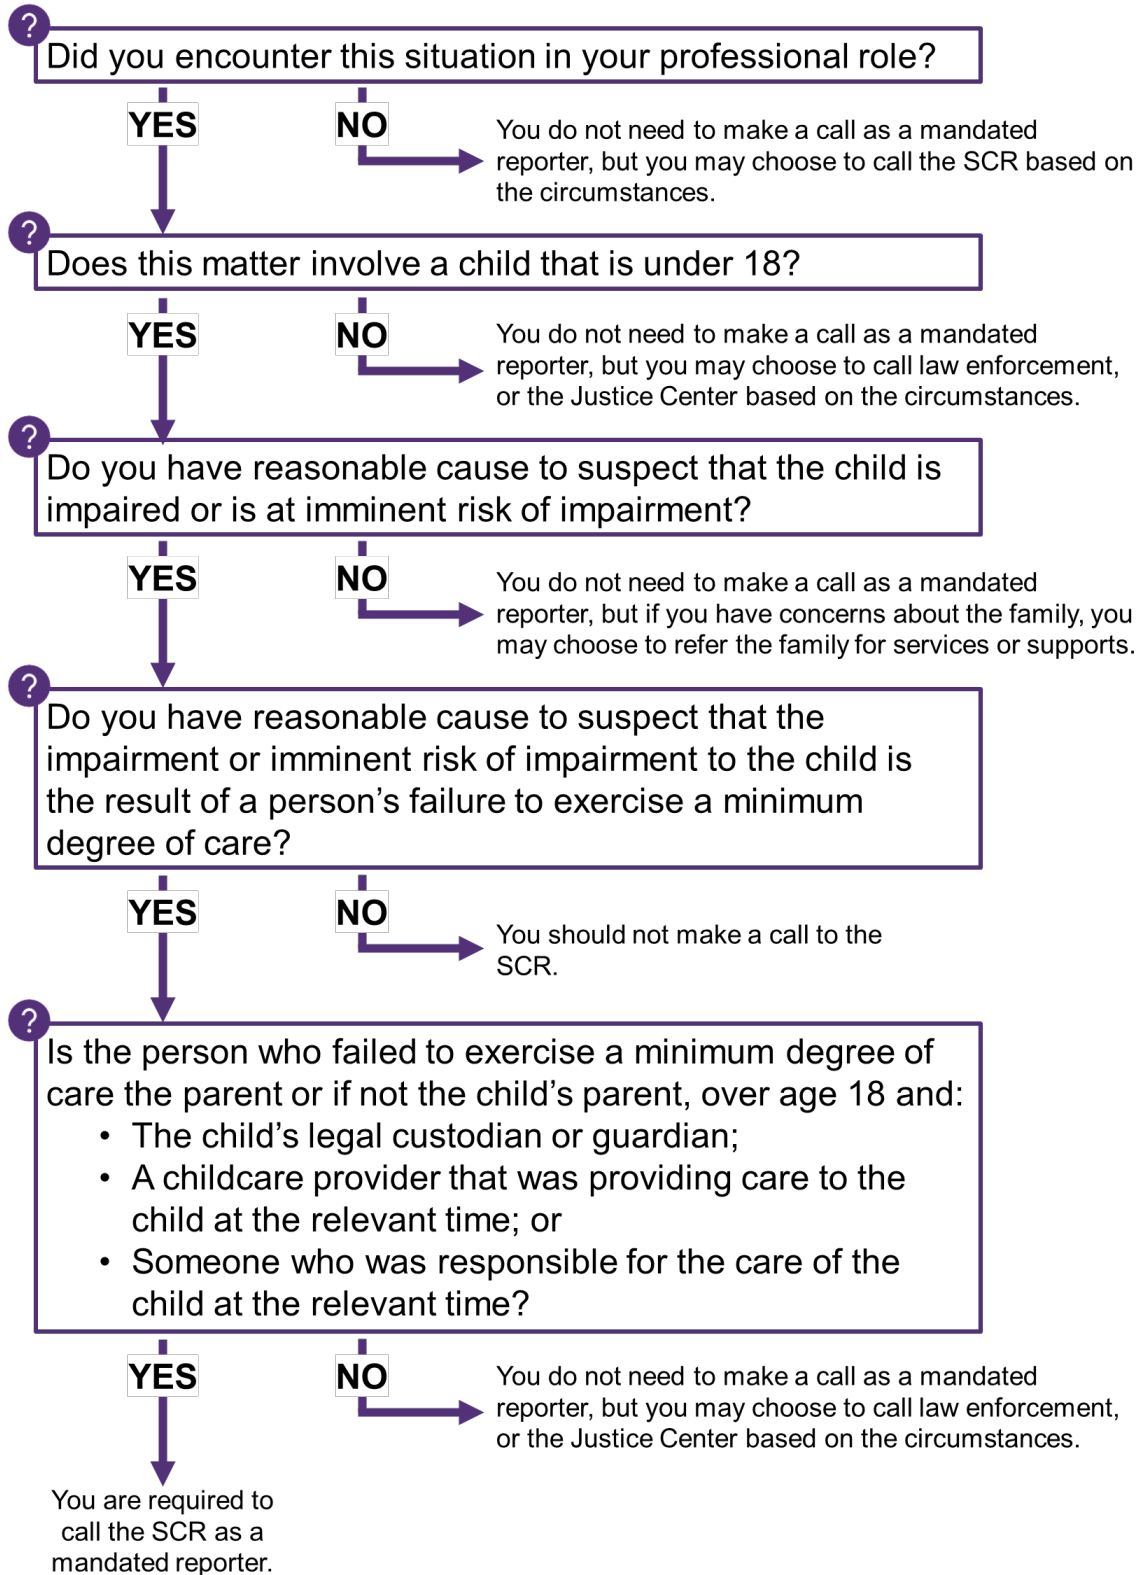 ?
Did you encounter this situation in your professional role?
YES
NO
You do not need to make a call as a mandated
reporter, but you may choose to call the SCR based on
the circumstances.
?
Does this matter involve a child that is under 18?
YES
NO
You do not need to make a call as a mandated
reporter, but you may choose to call law enforcement,
or the Justice Center based on the circumstances.
?
Do you have reasonable cause to suspect that the child is
impaired or is at imminent risk of impairment?
YES
NO
You do not need to make a call as a mandated
reporter, but if you have concerns about the family, you
may choose to refer the family for services or supports.
?
Do you have reasonable cause to suspect that the
impairment or imminent risk of impairment to the child is
the result of a person’s failure to exercise a minimum
degree of care?
YES
NO
You should not make a call to the
SCR.
?
Is the person who failed to exercise a minimum degree of
care the parent or if not the child’s parent, over age 18 and:
• The child’s legal custodian or guardian;
• A childcare provider that was providing care to the
child at the relevant time; or
• Someone who was responsible for the care of the
child at the relevant time?
YES
NO
You do not need to make a call as a mandated
reporter, but you may choose to call law enforcement,
or the Justice Center based on the circumstances.
You are required to
call the SCR as a
mandated reporter.